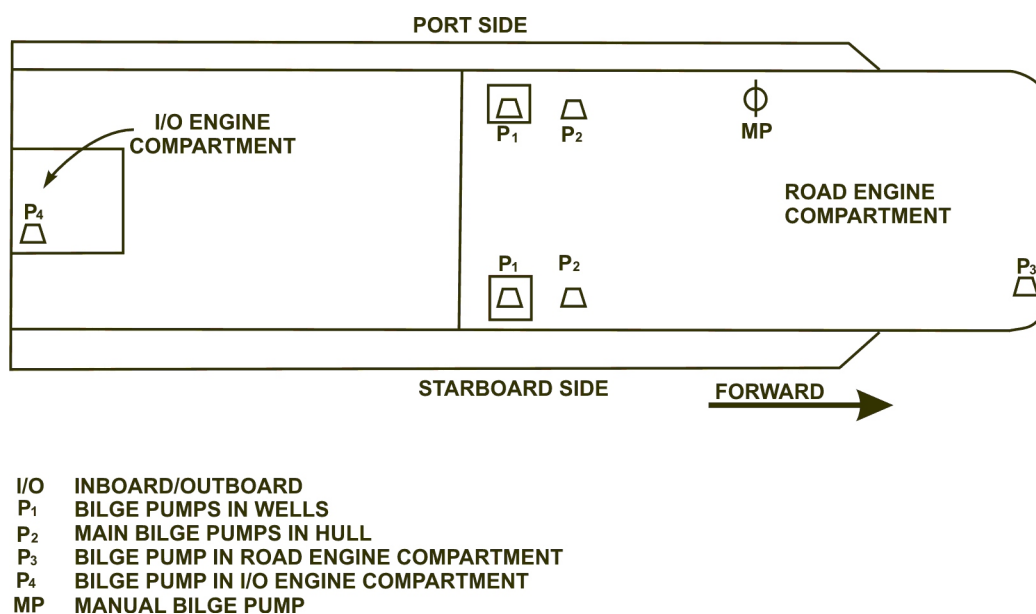 PORT SIDE
I/O ENGINE
COMPARTMENT
P₁
P₂
MP
ROAD ENGINE
COMPARTMENT
P₄
P₁
P₂
P₃
STARBOARD SIDE
FORWARD
I/O INBOARD/OUTBOARD
P₁ BILGE PUMPS IN WELLS
P₂ MAIN BILGE PUMPS IN HULL
P₃ BILGE PUMP IN ROAD ENGINE COMPARTMENT
P₄ BILGE PUMP IN I/O ENGINE COMPARTMENT
MP MANUAL BILGE PUMP